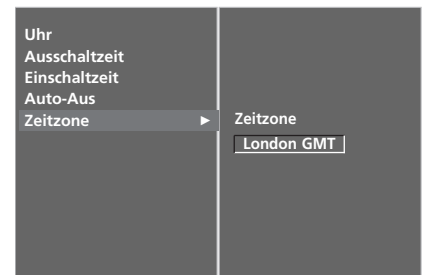 Uhr
Ausschaltzeit
Einschaltzeit
Auto-Aus
Zeitzone ►
Zeitzone
London GMT